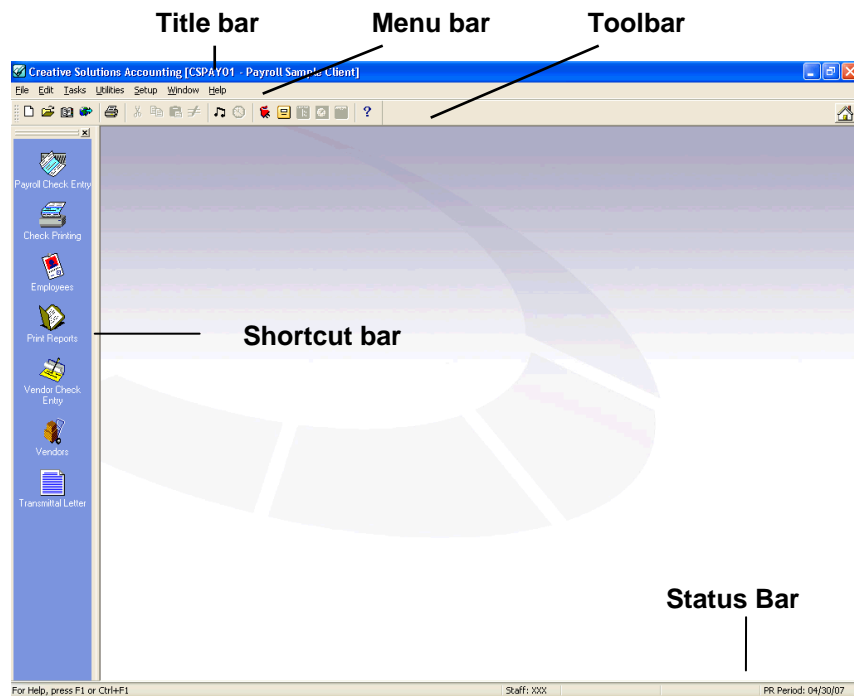 Title bar Menu bar Toolbar
Creative Solutions Accounting [CSPAY01 - Payroll Sample Client]
File Edit Tasks Utilities Setup Window Help
Payroll Check Entry
Check Printing
Employees
Print Reports
Shortcut bar
Vendor Check
Entry
Vendors
Transmittal Letter
Status Bar
For Help, press F1 or Ctrl+F1 Staff: XXX PR Period: 04/30/07